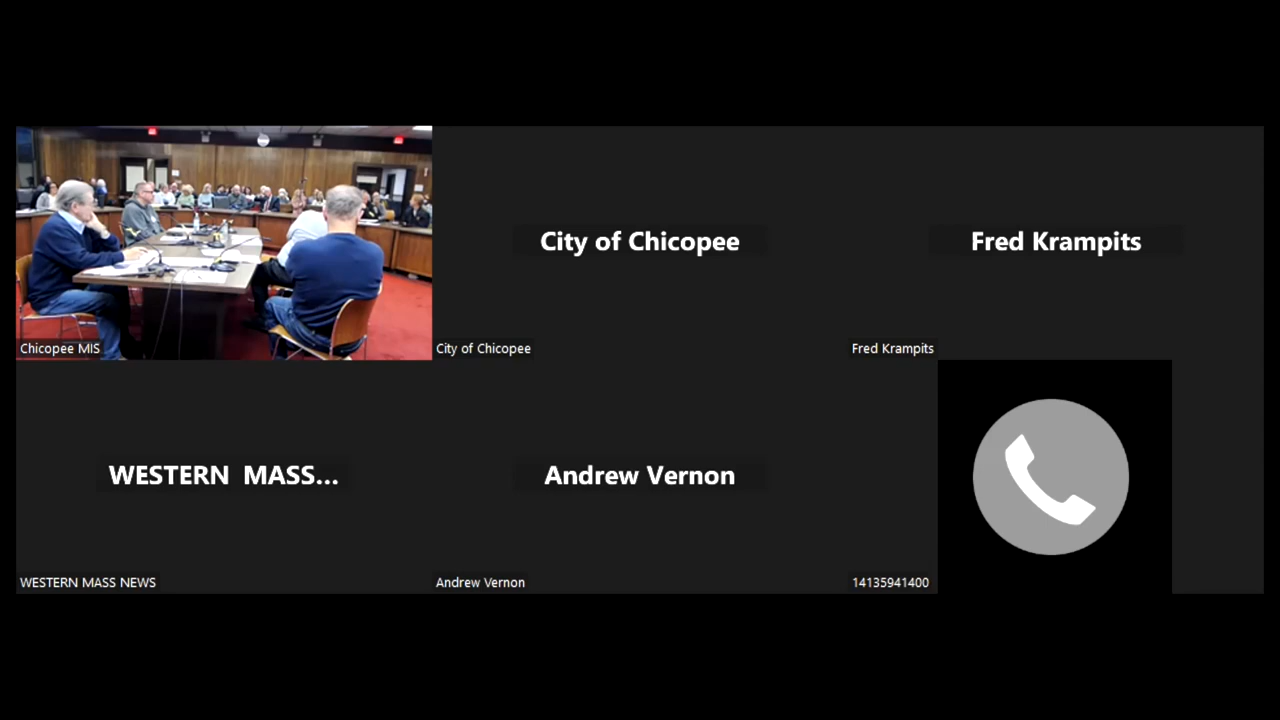 Chicopee MIS
City of Chicopee
City of Chicopee
Fred Krampits
Fred Krampits
WESTERN MASS...
WESTERN MASS NEWS
Andrew Vernon
Andrew Vernon
14135941400